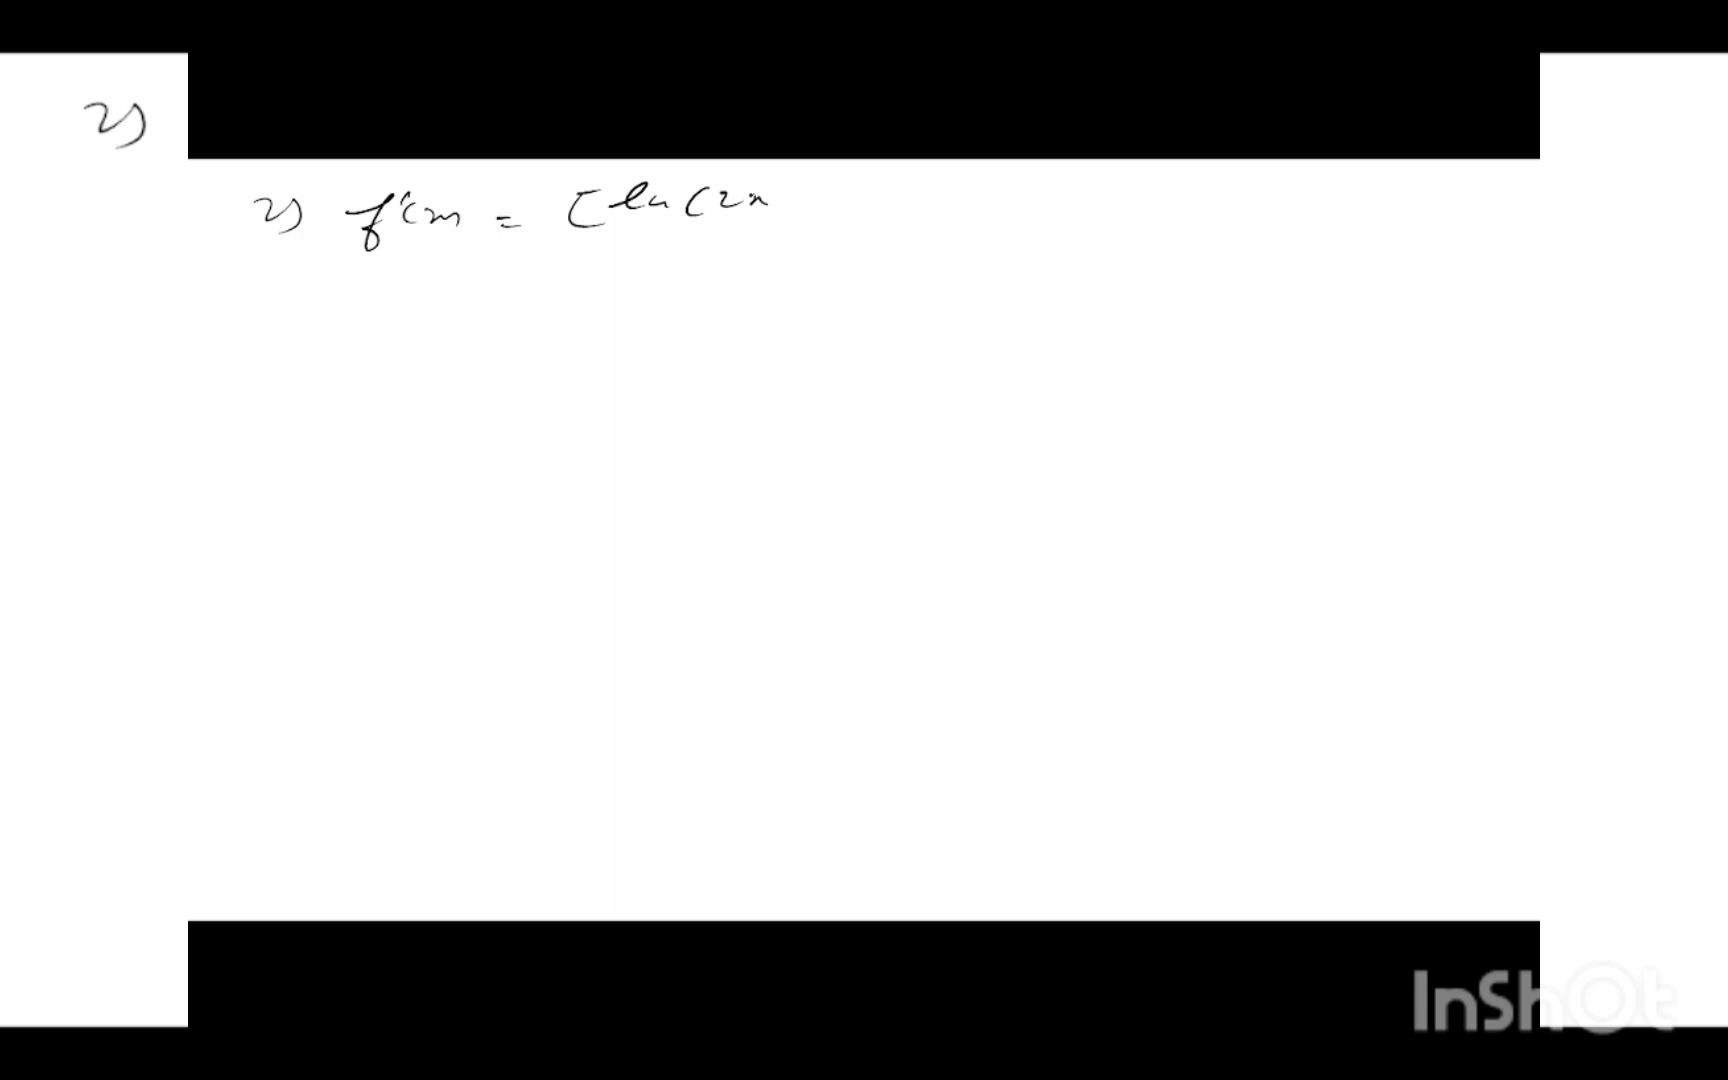 2)
2) f'(x) = [ln(2x
InShOt